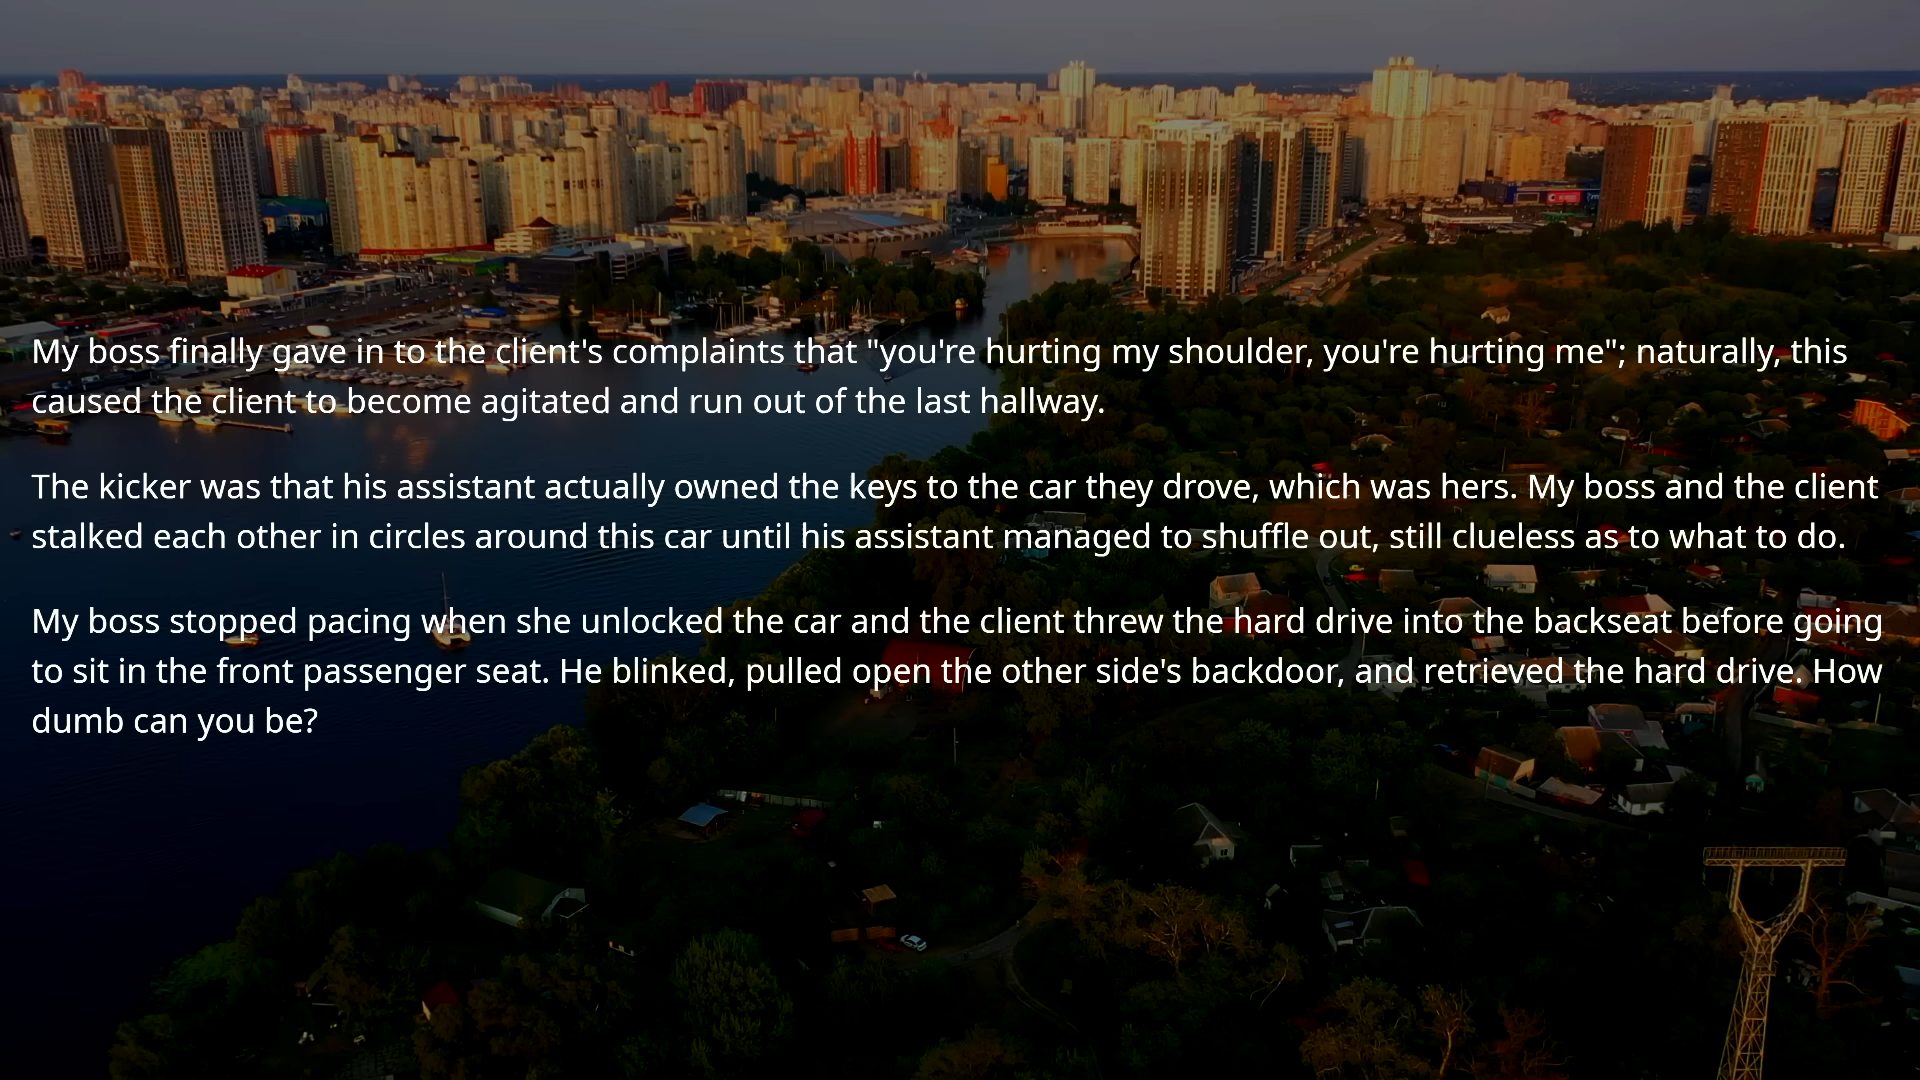 My boss finally gave in to the client's complaints that "you're hurting my shoulder, you're hurting me"; naturally, this
caused the client to become agitated and run out of the last hallway.
The kicker was that his assistant actually owned the keys to the car they drove, which was hers. My boss and the client
stalked each other in circles around this car until his assistant managed to shuffle out, still clueless as to what to do.
My boss stopped pacing when she unlocked the car and the client threw the hard drive into the backseat before going
to sit in the front passenger seat. He blinked, pulled open the other side's backdoor, and retrieved the hard drive. How
dumb can you be?